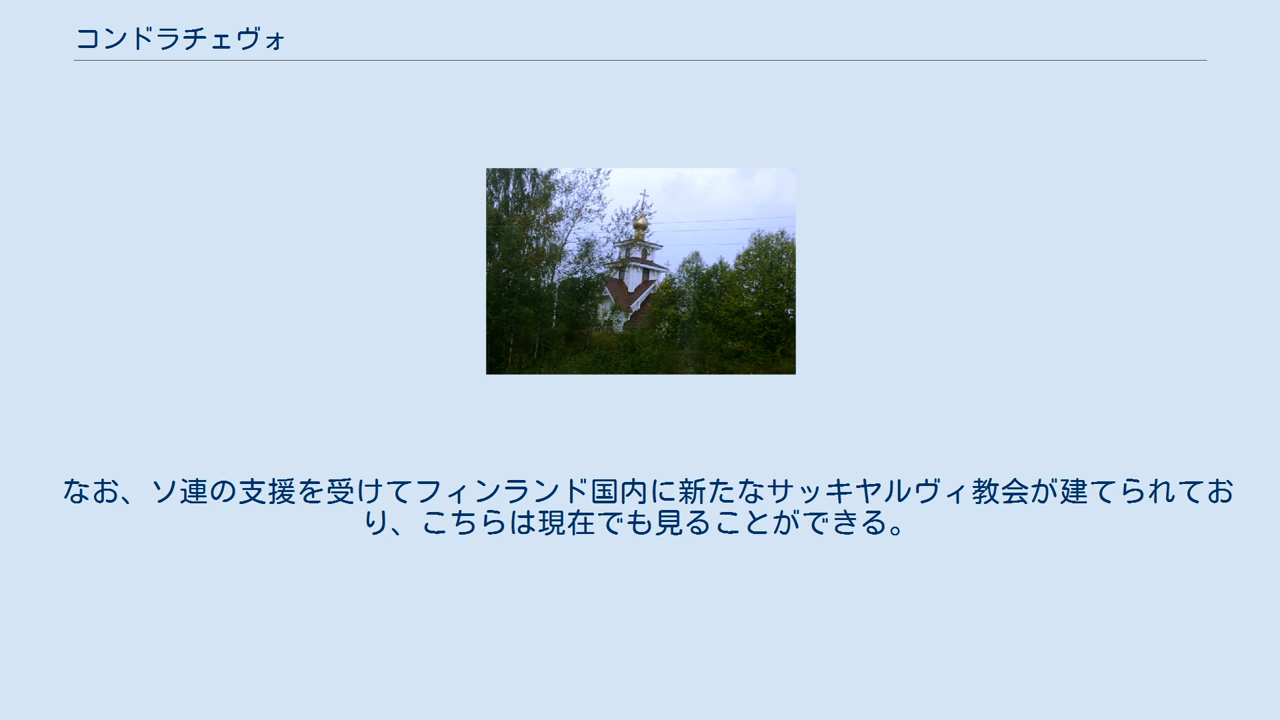 コンドラチェヴォ
なお、ソ連の支援を受けてフィンランド国内に新たなサッキヤルヴィ教会が建てられてお
り、こちらは現在でも見ることができる。